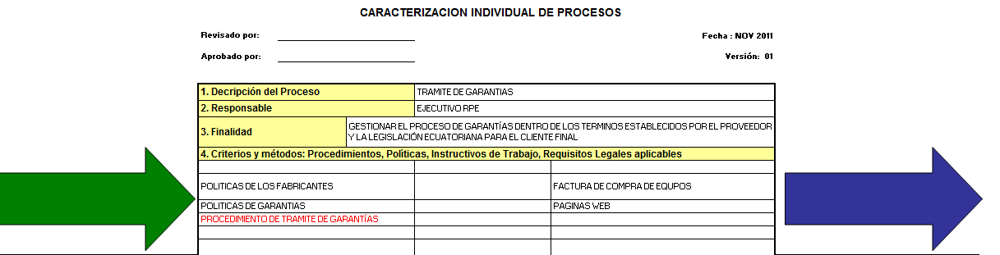 CARACTERIZACION INDIVIDUAL DE PROCESOS
Revisado por:
Fecha : NOV 2011
Aprobado por:
Versión: 01
1. Decripción del Proceso TRAMITE DE GARANTIAS
2. Responsable EJECUTIVO RPE
3. Finalidad GESTIONAR EL PROCESO DE GARANTÍAS DENTRO DE LOS TERMINOS ESTABLECIDOS POR EL PROVEEDOR
Y LA LEGISLACIÓN ECUATORIANA PARA EL CLIENTE FINAL
4. Criterios y métodos: Procedimientos, Políticas, Instructivos de Trabajo, Requisitos Legales aplicables
POLITICAS DE LOS FABRICANTES FACTURA DE COMPRA DE EQUPOS
POLITICAS DE GARANTIAS PAGINAS WEB
PROCEDIMIENTO DE TRAMITE DE GARANTÍAS